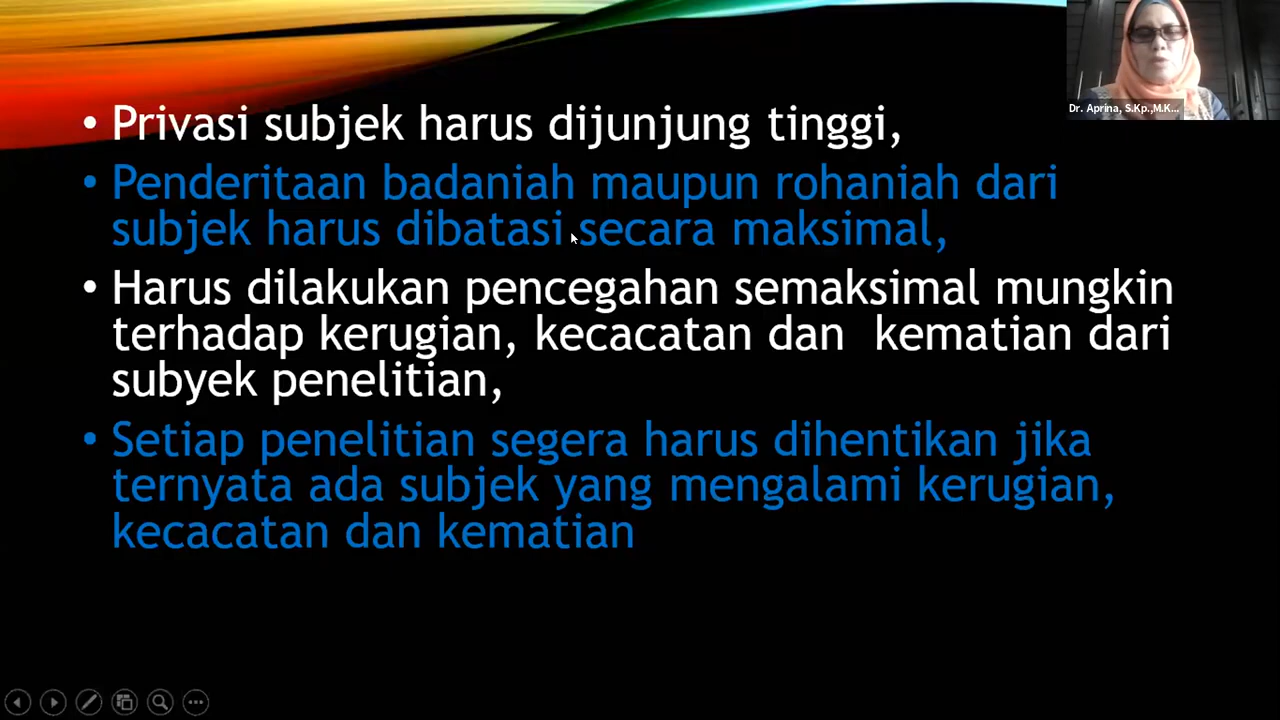 Dr. Aprina, S.Kp.,M.K...
• Privasi subjek harus dijunjung tinggi,
• Penderitaan badaniah maupun rohaniah dari
subjek harus dibatasi secara maksimal,
• Harus dilakukan pencegahan semaksimal mungkin
terhadap kerugian, kecacatan dan  kematian dari
subyek penelitian,
• Setiap penelitian segera harus dihentikan jika
ternyata ada subjek yang mengalami kerugian,
kecacatan dan kematian